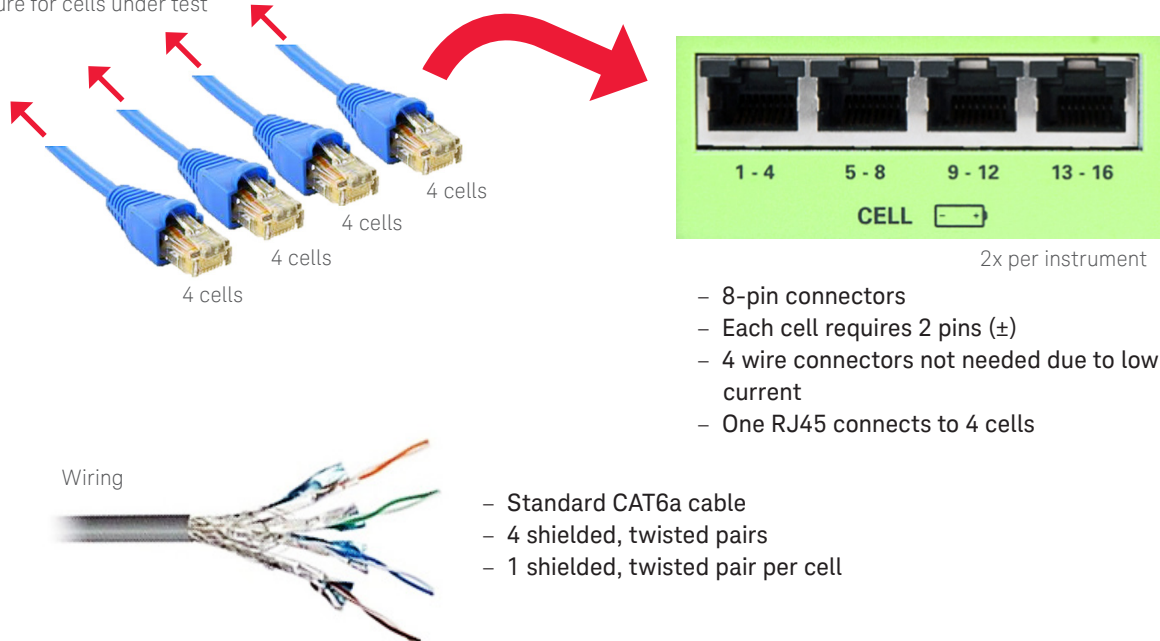 for cells under test
4 cells
4 cells
4 cells
4 cells
1 - 4
5 - 8
9 - 12
13 - 16
CELL - +
2x per instrument
– 8-pin connectors
– Each cell requires 2 pins (±)
– 4 wire connectors not needed due to low
current
– One RJ45 connects to 4 cells
Wiring
– Standard CAT6a cable
– 4 shielded, twisted pairs
– 1 shielded, twisted pair per cell